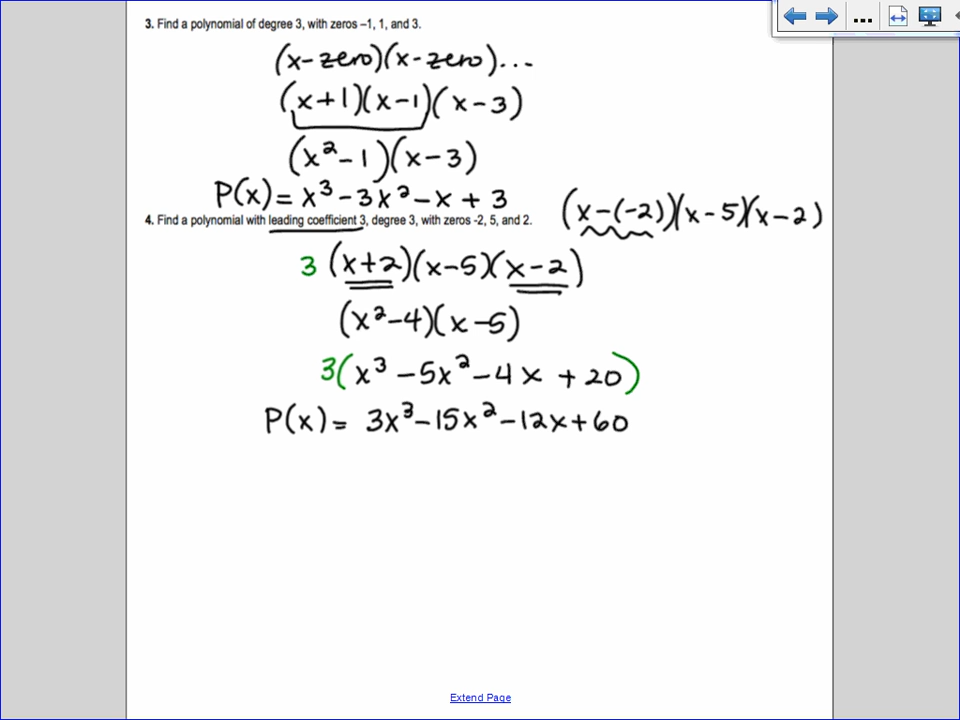 3. Find a polynomial of degree 3, with zeros –1, 1, and 3.
(x-zero)(x-zero)...
(x+1)(x-1)(x-3)
(x²-1)(x-3)
P(x)= x³-3x²-x+3
4. Find a polynomial with leading coefficient 3, degree 3, with zeros -2, 5, and 2.
(x-(-2))(x-5)(x-2)
3(x+2)(x-5)(x-2)
(x²-4)(x-5)
3(x³-5x²-4x+20)
P(x)= 3x³-15x²-12x+60
Extend Page